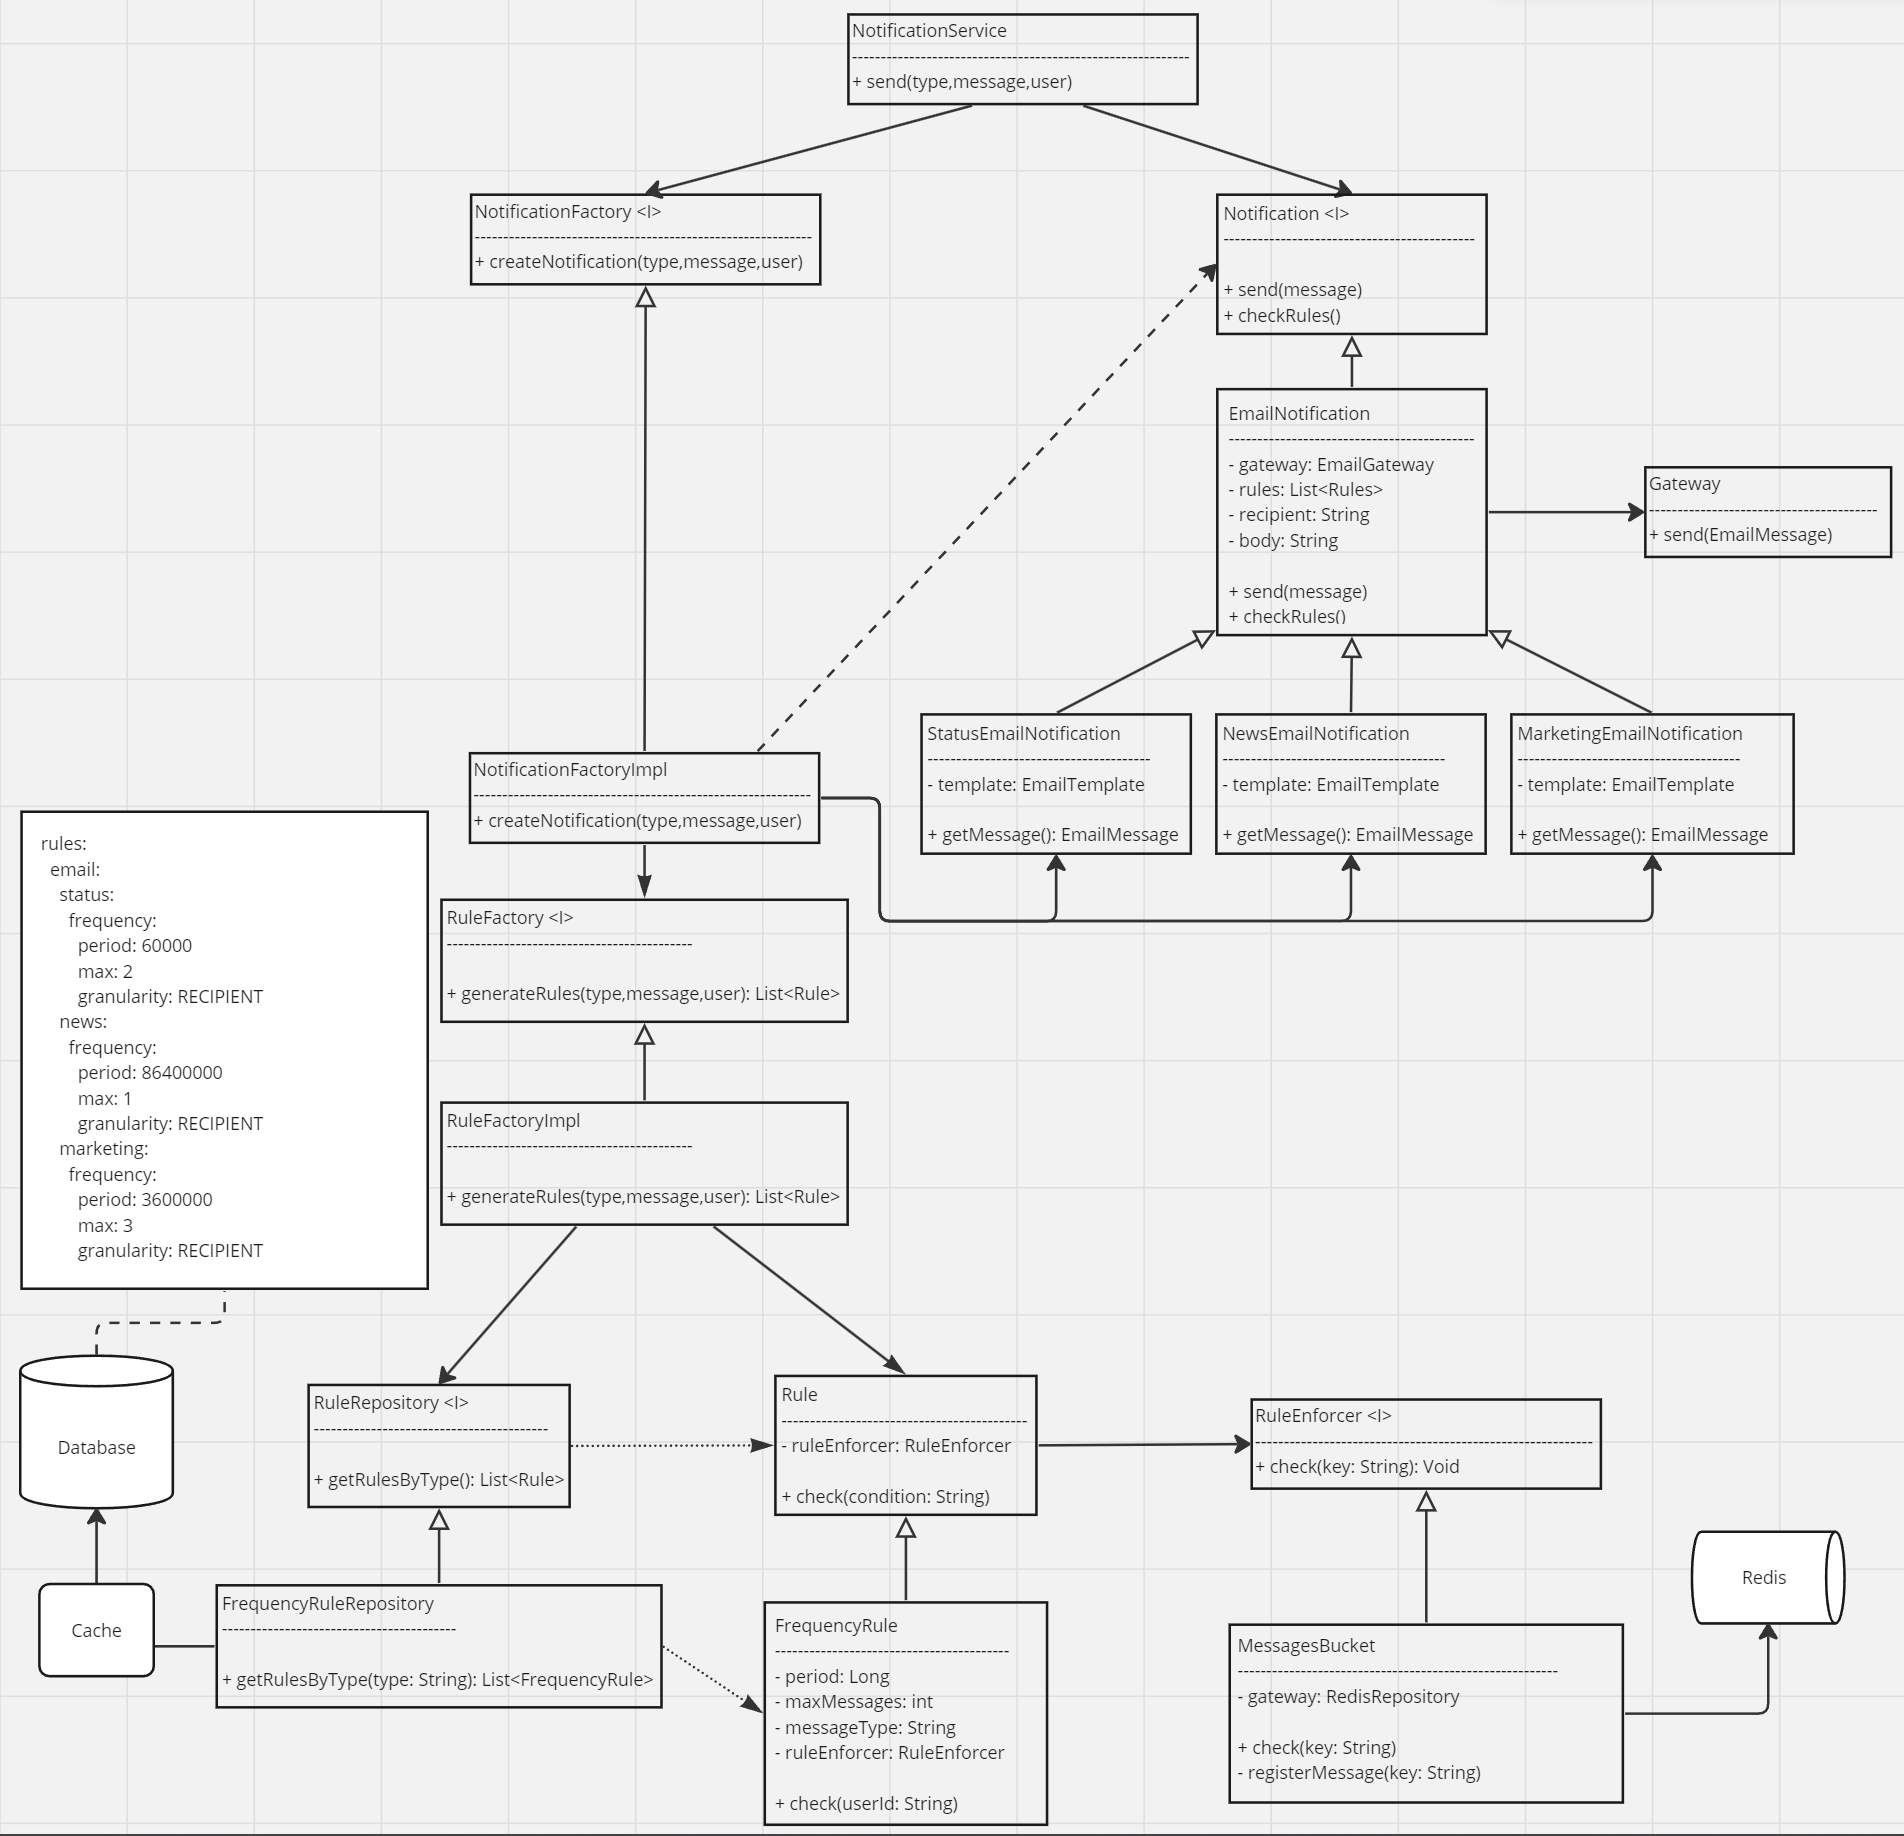 NotificationService
--------------------------------------------------------
+ send(type,message,user)
NotificationFactory <I>
--------------------------------------------------------
+ createNotification(type,message,user)
Notification <I>
------------------------------------------
+ send(message)
+ checkRules()
EmailNotification
-----------------------------------------
- gateway: EmailGateway
- rules: List<Rules>
- recipient: String
- body: String
+ send(message)
+ checkRules()
Gateway
--------------------------------------
+ send(EmailMessage)
StatusEmailNotification
-------------------------------------
- template: EmailTemplate
+ getMessage(): EmailMessage
NewsEmailNotification
-------------------------------------
- template: EmailTemplate
+ getMessage(): EmailMessage
MarketingEmailNotification
-------------------------------------
- template: EmailTemplate
+ getMessage(): EmailMessage
NotificationFactoryImpl
--------------------------------------------------------
+ createNotification(type,message,user)
rules:
email:
status:
frequency:
period: 60000
max: 2
granularity: RECIPIENT
news:
frequency:
period: 86400000
max: 1
granularity: RECIPIENT
marketing:
frequency:
period: 3600000
max: 3
granularity: RECIPIENT
RuleFactory <I>
-----------------------------------------
+ generateRules(type,message,user): List<Rule>
RuleFactoryImpl
-----------------------------------------
+ generateRules(type,message,user): List<Rule>
Database
Cache
RuleRepository <I>
---------------------------------------
+ getRulesByType(): List<Rule>
Rule
-----------------------------------------
- ruleEnforcer: RuleEnforcer
+ check(condition: String)
RuleEnforcer <I>
--------------------------------------------------------
+ check(key: String): Void
FrequencyRuleRepository
---------------------------------------
+ getRulesByType(type: String): List<FrequencyRule>
FrequencyRule
---------------------------------------
- period: Long
- maxMessages: int
- messageType: String
- ruleEnforcer: RuleEnforcer
+ check(userId: String)
MessagesBucket
-----------------------------------------------------
- gateway: RedisRepository
+ check(key: String)
- registerMessage(key: String)
Redis